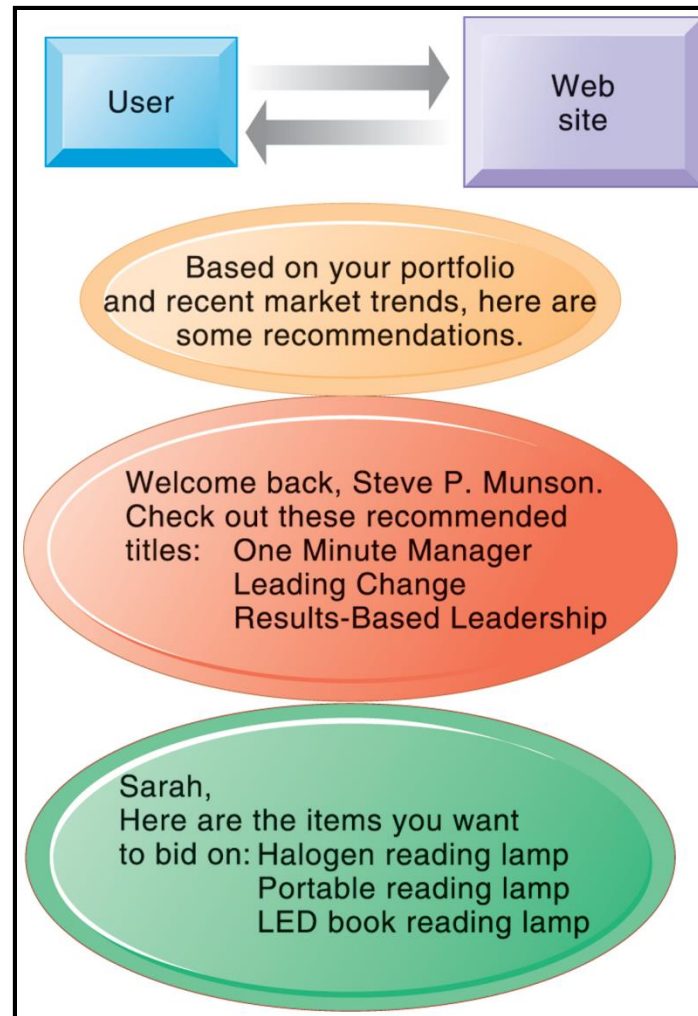 User
Web
site
Based on your portfolio
and recent market trends, here are
some recommendations.
Welcome back, Steve P. Munson.
Check out these recommended
titles: One Minute Manager
Leading Change
Results-Based Leadership
Sarah,
Here are the items you want
to bid on: Halogen reading lamp
Portable reading lamp
LED book reading lamp